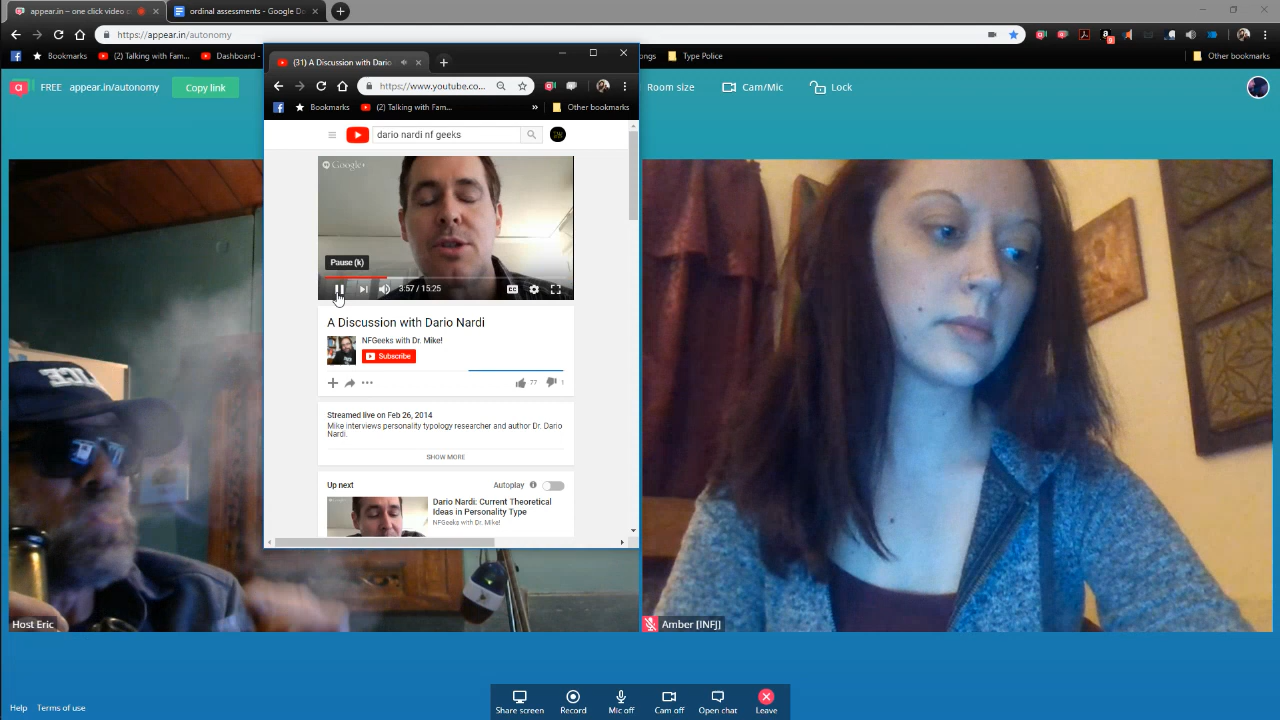 appear.in – one click video c
ordinal assessments - Google Do
https://appear.in/autonomy
Bookmarks
(2) Talking with Fam...
Dashboard -
ongs
Type Police
Other bookmarks
FREE
appear.in/autonomy
Copy link
Room size
Cam/Mic
Lock
(31) A Discussion with Dario
https://www.youtube.co...
Bookmarks
(2) Talking with Fam...
»
Other bookmarks
dario nardi nf geeks
Google+
Pause (k)
3:57 / 15:25
CC
A Discussion with Dario Nardi
NFGeeks with Dr. Mike!
Subscribe
77
1
Streamed live on Feb 26, 2014
Mike interviews personality typology researcher and author Dr. Dario
Nardi.
SHOW MORE
Up next
Autoplay
Dario Nardi: Current Theoretical
Ideas in Personality Type
NFGeeks with Dr. Mike!
Host Eric
Amber [INFJ]
Share screen
Record
Mic off
Cam off
Open chat
Leave
Help
Terms of use